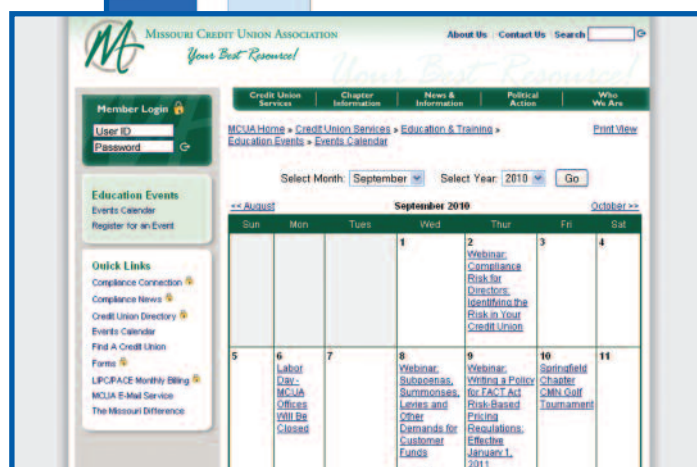 MISSOURI CREDIT UNION ASSOCIATION
Your Best Resource!
About Us
Contact Us
Search
Your Best Resource!
Credit Union Services
Chapter Information
News & Information
Political Action
Who We Are
Member Login
User ID
Password
MCUA Home » Credit Union Services » Education & Training »
Education Events » Events Calendar
Print View
Select Month: September
Select Year: 2010
Go
Education Events
Events Calendar
Register for an Event
Quick Links
Compliance Connection
Compliance News
Credit Union Directory
Events Calendar
Find A Credit Union
Forms
LIPC/PACE Monthly Billing
MCUA E-Mail Service
The Missouri Difference
<< August
September 2010
October >>
Sun Mon Tues Wed Thur Fri Sat
1
2
Webinar:
Compliance
Risk for
Directors:
Identifying the
Risk in Your
Credit Union
3
4
5
6
Labor
Day -
MCUA
Offices
Will Be
Closed
7
8
Webinar:
Subpoenas,
Summonses,
Levies and
Other
Demands for
Customer
Funds
9
Webinar:
Writing a Policy
for FACT Act
Risk-Based
Pricing
Regulations:
Effective
January 1,
2011
10
Springfield
Chapter
CMN Golf
Tournament
11